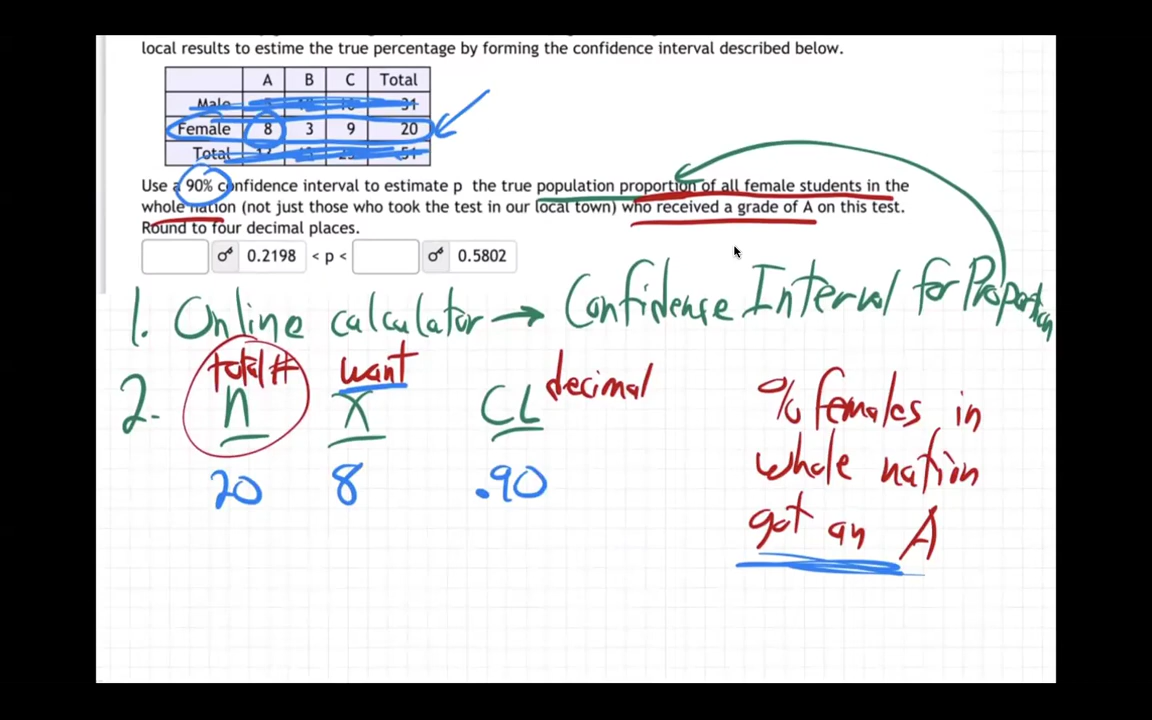 local results to estime the true percentage by forming the confidence interval described below.
A B C Total
Male 31
Female 8 3 9 20
Total 51
Use a 90% confidence interval to estimate p the true population proportion of all female students in the
whole nation (not just those who took the test in our local town) who received a grade of A on this test.
Round to four decimal places.
0.2198 < p < 0.5802
1. Online calculator → Confidence Interval for Proportion
total # want decimal
2. n X CL
20 8 .90
% females in
whole nation
got an A